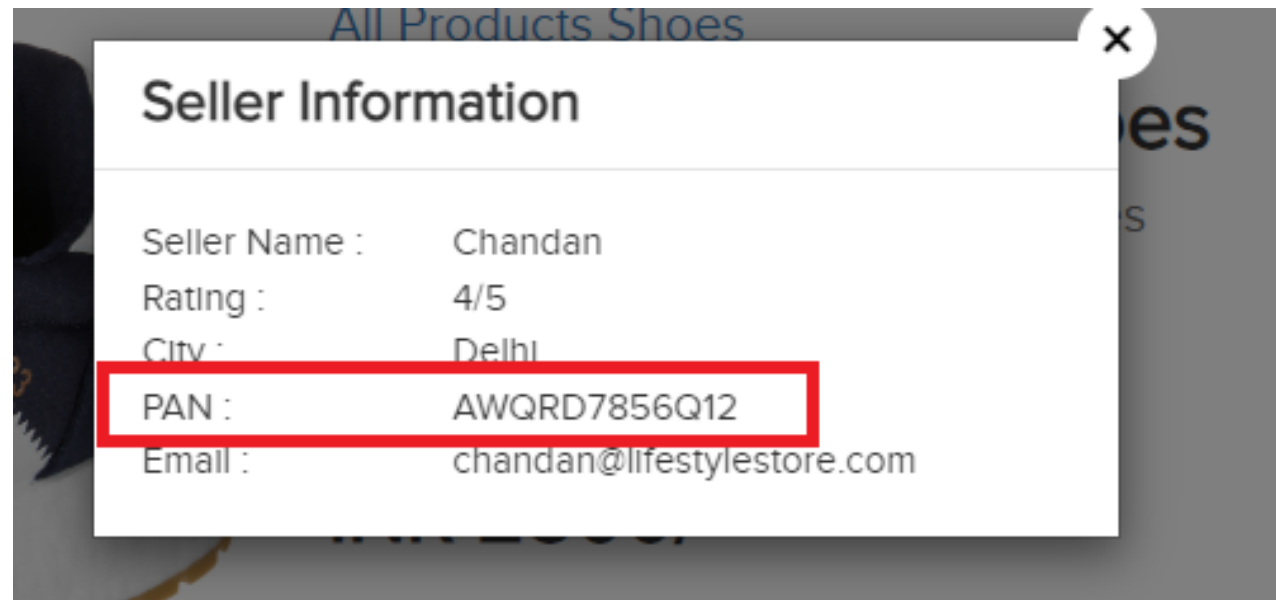 All Products Shoes
×
Seller Information
es
s
Seller Name : Chandan
Rating : 4/5
City : Delhi
PAN : AWQRD7856Q12
Email : chandan@lifestylestore.com